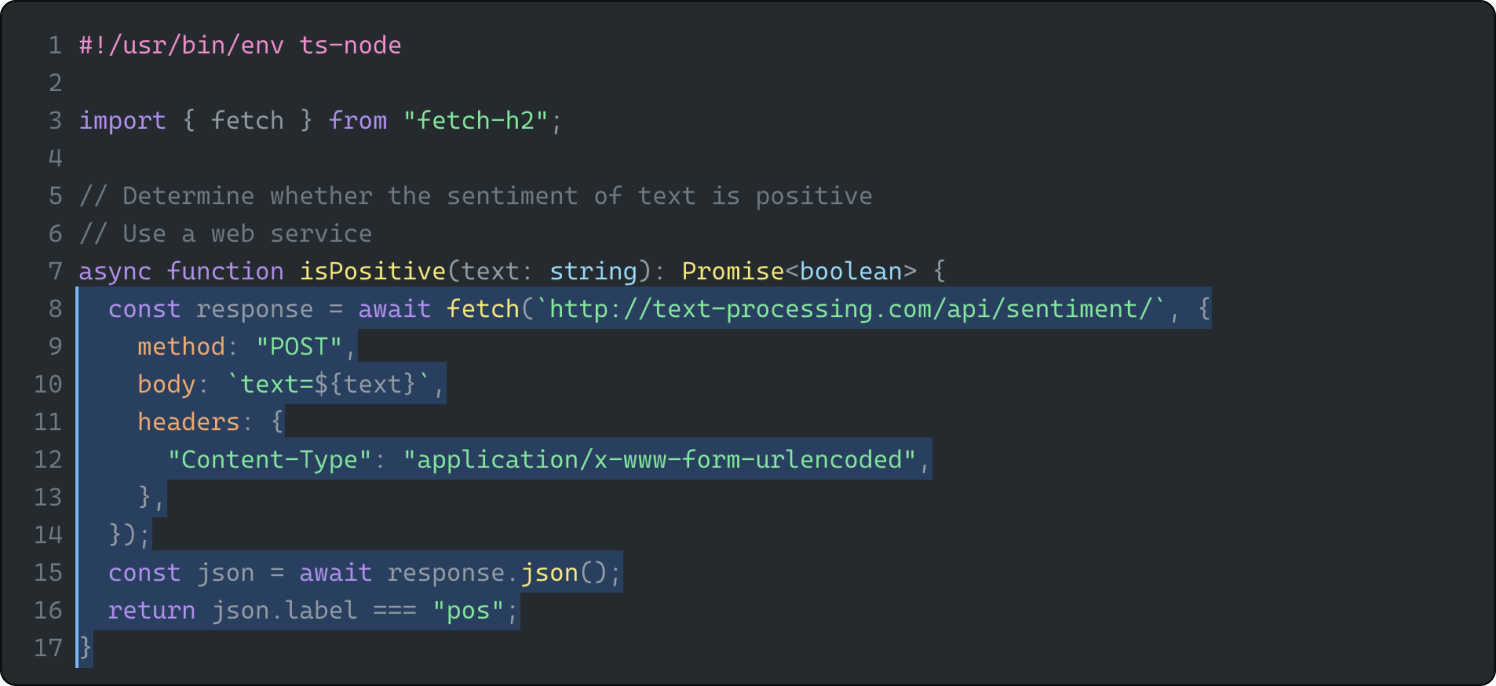 1 #!/usr/bin/env ts-node
2
3 import { fetch } from "fetch-h2";
4
5 // Determine whether the sentiment of text is positive
6 // Use a web service
7 async function isPositive(text: string): Promise<boolean> {
8   const response = await fetch(`http://text-processing.com/api/sentiment/`, {
9     method: "POST",
10     body: `text=${text}`,
11     headers: {
12       "Content-Type": "application/x-www-form-urlencoded",
13     },
14   });
15   const json = await response.json();
16   return json.label === "pos";
17 }